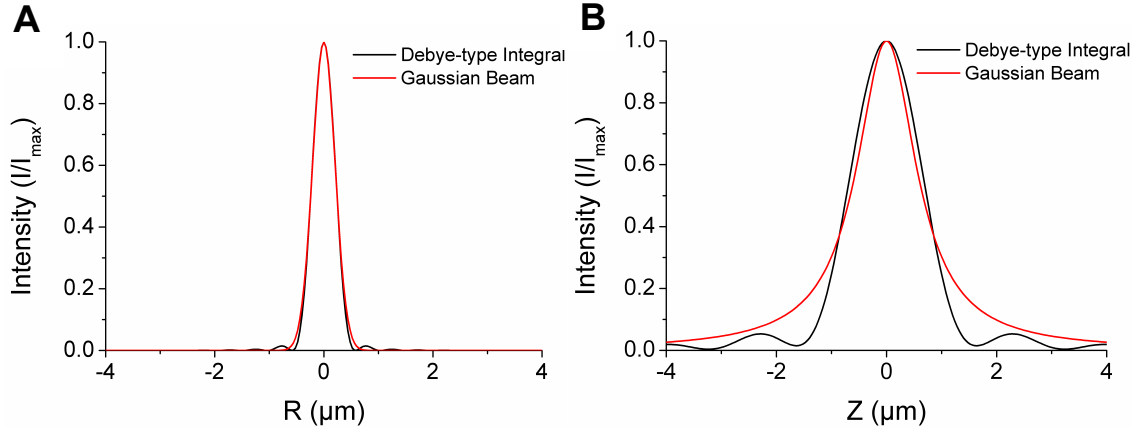 A
Intensity (I/Imax)
1.0
0.8
0.6
0.4
0.2
0.0
-4
-2
0
2
4
R (µm)
Debye-type Integral
Gaussian Beam
B
Intensity (I/Imax)
1.0
0.8
0.6
0.4
0.2
0.0
-4
-2
0
2
4
Z (µm)
Debye-type Integral
Gaussian Beam